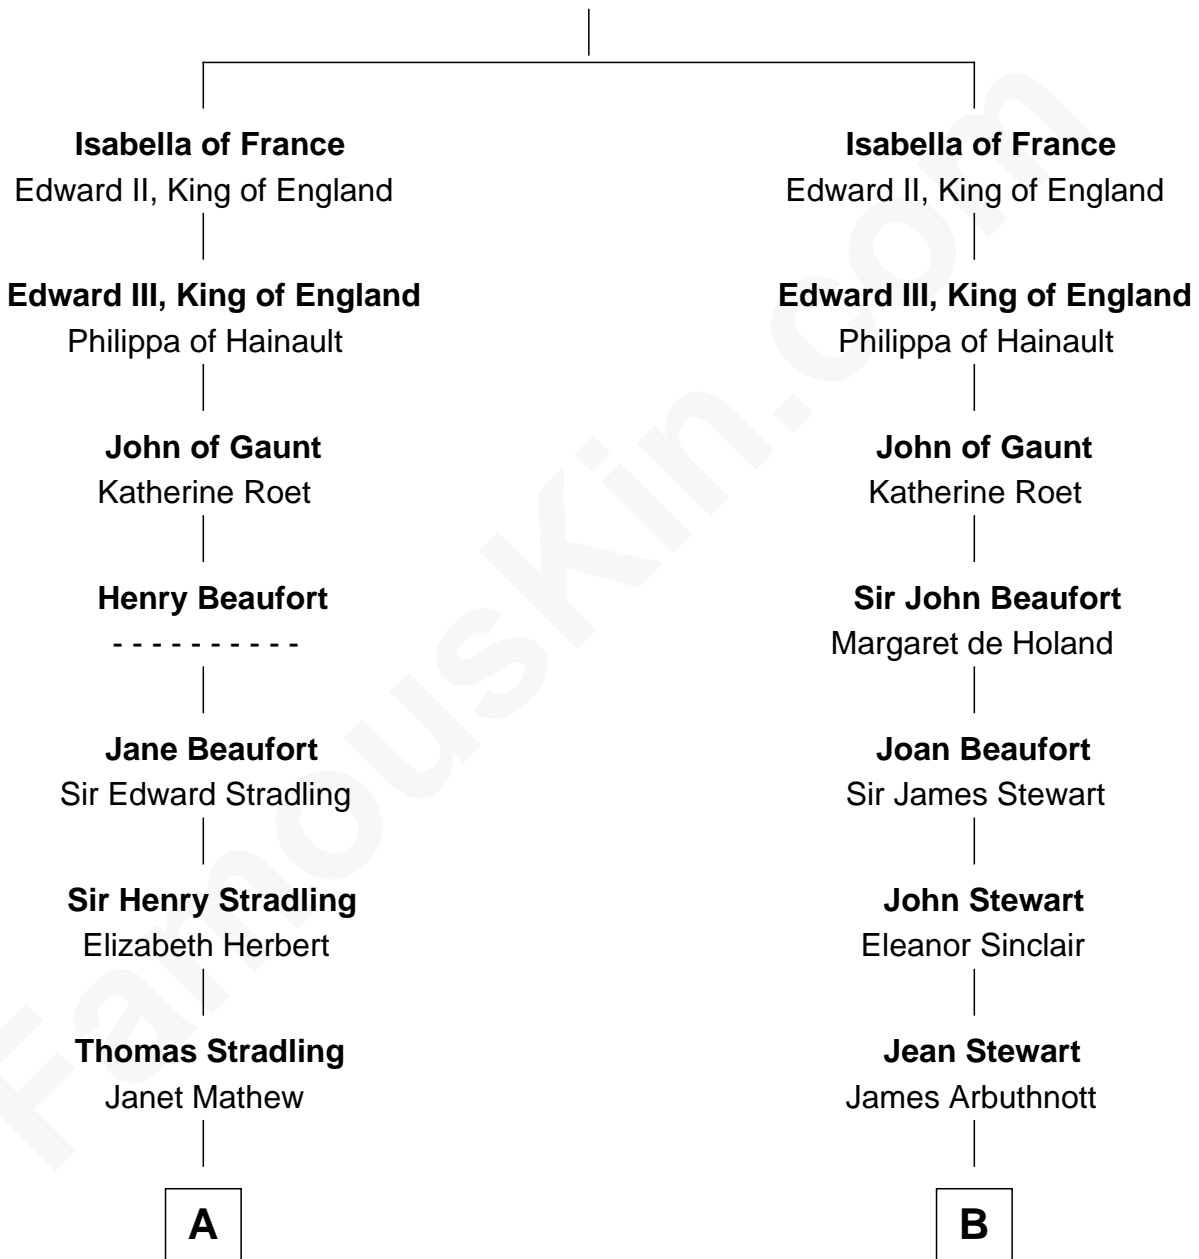 Isabella of France
Edward II, King of England
Edward III, King of England
Philippa of Hainault
John of Gaunt
Katherine Roet
Henry Beaufort
- - - - - - - - - -
Jane Beaufort
Sir Edward Stradling
Sir Henry Stradling
Elizabeth Herbert
Thomas Stradling
Janet Mathew
A
Isabella of France
Edward II, King of England
Edward III, King of England
Philippa of Hainault
John of Gaunt
Katherine Roet
Sir John Beaufort
Margaret de Holand
Joan Beaufort
Sir James Stewart
John Stewart
Eleanor Sinclair
Jean Stewart
James Arbuthnott
B
FamousKin.com